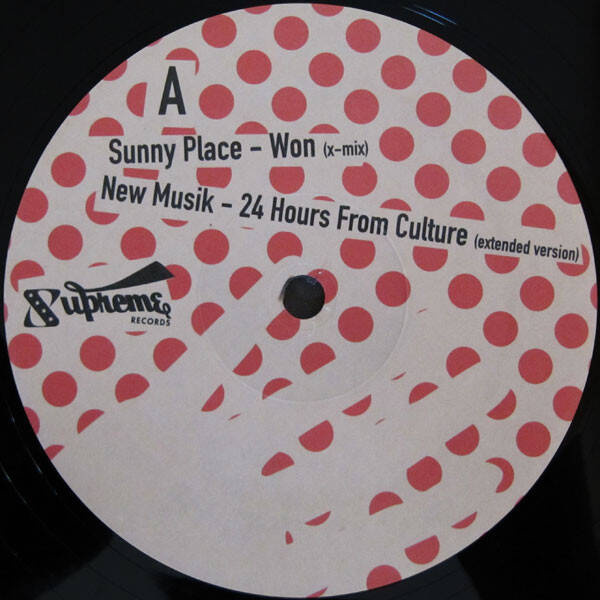 A
Sunny Place - Won (x-mix)
New Musik - 24 Hours From Culture (extended version)
Supreme
RECORDS